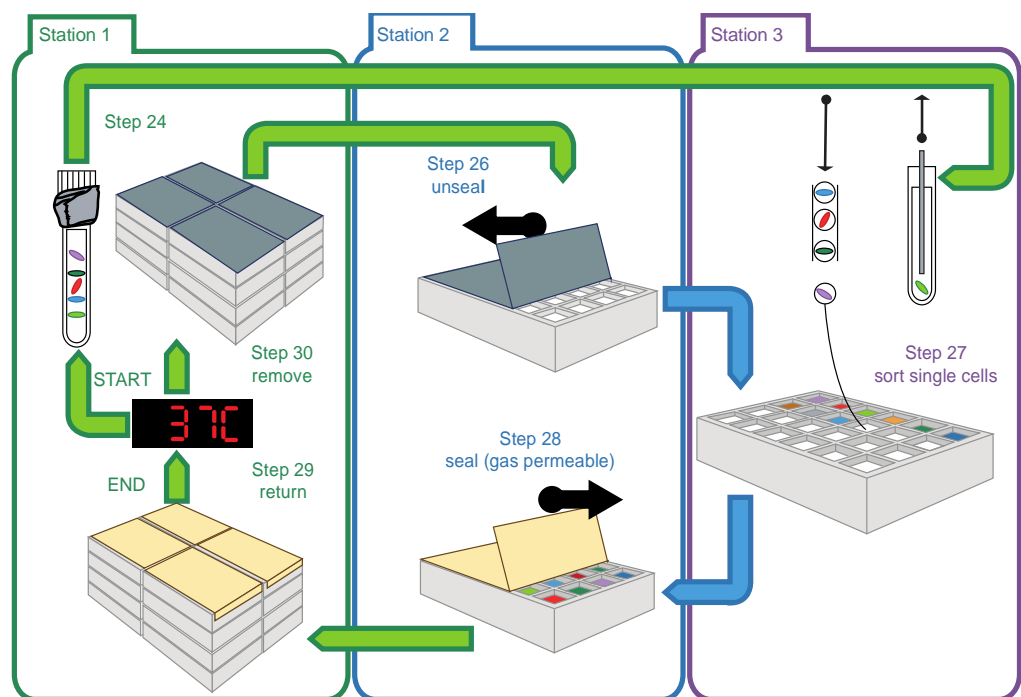 Station 1
Station 2
Station 3
Step 24
Step 26
unseal
Step 27
sort single cells
Step 30
remove
START
37C
Step 28
seal (gas permeable)
Step 29
return
END